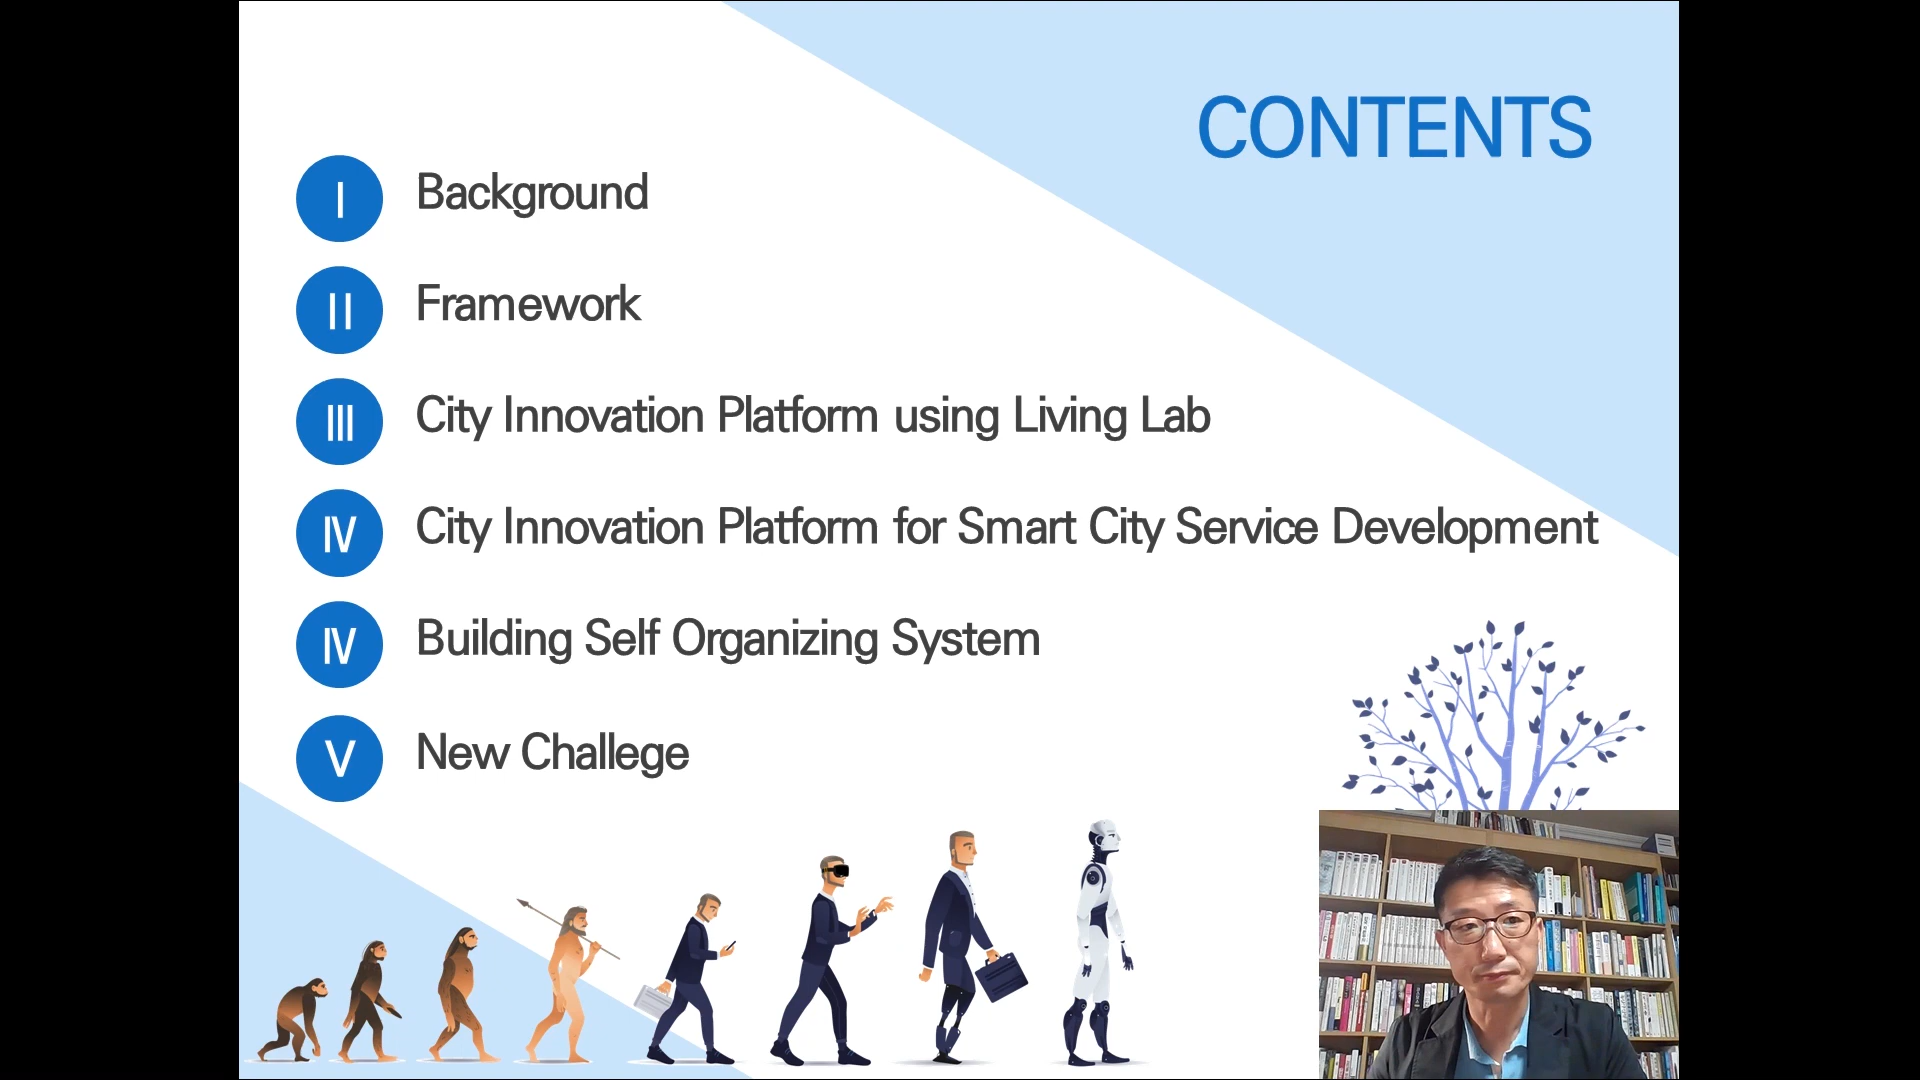 CONTENTS
I Background
II Framework
III City Innovation Platform using Living Lab
IV City Innovation Platform for Smart City Service Development
IV Building Self Organizing System
V New Challege